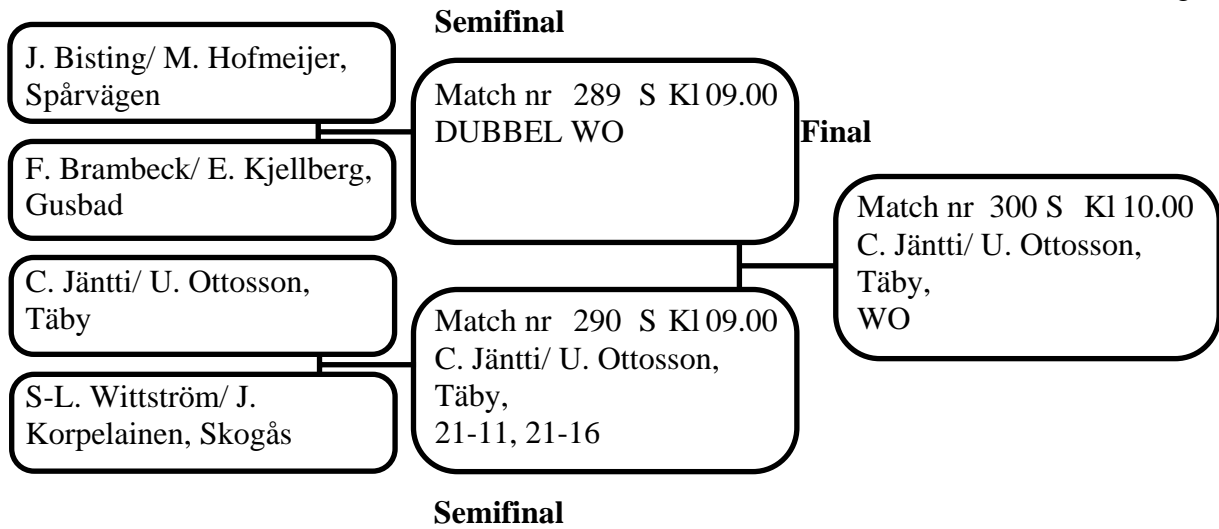 Semifinal
J. Bisting/ M. Hofmeijer,
Spårvägen
F. Brambeck/ E. Kjellberg,
Gusbad
C. Jäntti/ U. Ottosson,
Täby
S-L. Wittström/ J.
Korpelainen, Skogås
Match nr 289 S Kl 09.00
DUBBEL WO
Match nr 290 S Kl 09.00
C. Jäntti/ U. Ottosson,
Täby,
21-11, 21-16
Semifinal
Final
Match nr 300 S Kl 10.00
C. Jäntti/ U. Ottosson,
Täby,
WO